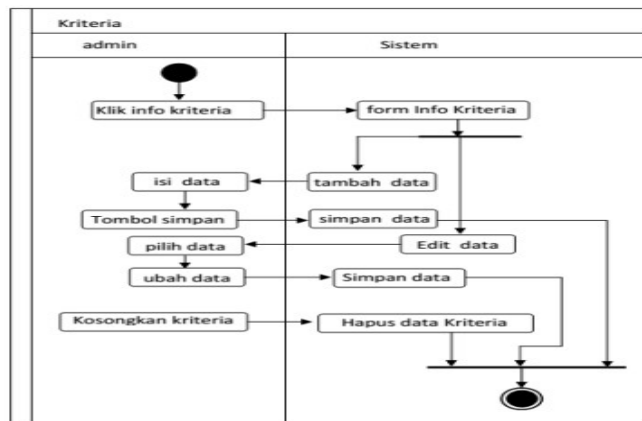 Kriteria
admin
Sistem
Klik info kriteria
form Info Kriteria
isi data
tambah data
Tombol simpan
simpan data
pilih data
Edit data
ubah data
Simpan data
Kosongkan kriteria
Hapus data Kriteria